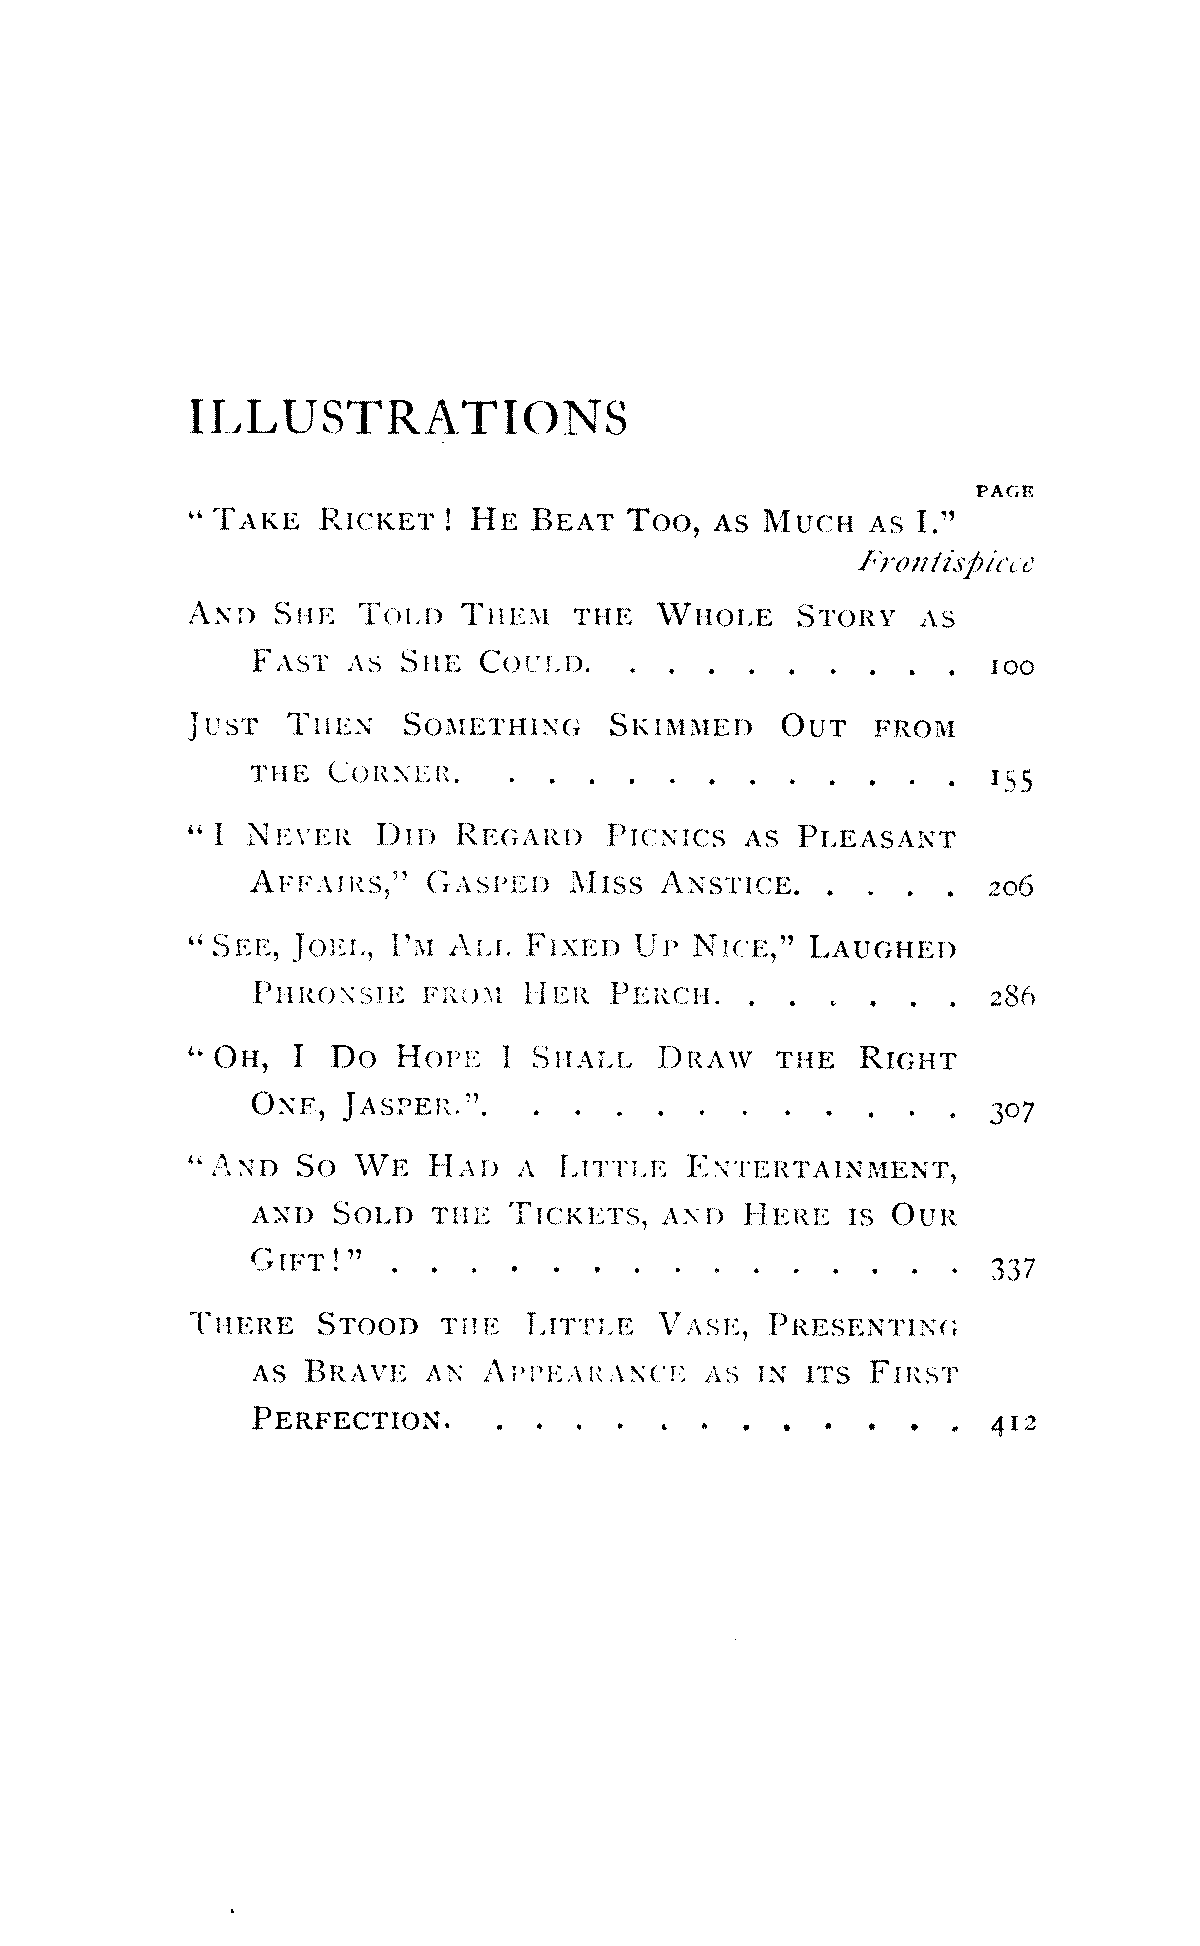 ILLUSTRATIONS
PAGE
“Take Ricket! He Beat Too, as Much as I.”
Frontispiece
And She Told Them the Whole Story as
Fast as She Could. . . . . . . . . . 100
Just Then Something Skimmed Out from
the Corner. . . . . . . . . . . . . 155
“I Never Did Regard Picnics as Pleasant
Affairs,” Gasped Miss Anstice. . . . . 206
“See, Joel, I’m All Fixed Up Nice,” Laughed
Phronsie from Her Perch. . . . . . . 286
“Oh, I Do Hope I Shall Draw the Right
One, Jasper.”. . . . . . . . . . . . 307
“And So We Had a Little Entertainment,
and Sold the Tickets, and Here is Our
Gift!” . . . . . . . . . . . . . . . 337
There Stood the Little Vase, Presenting
as Brave an Appearance as in its First
Perfection. . . . . . . . . . . . . 412